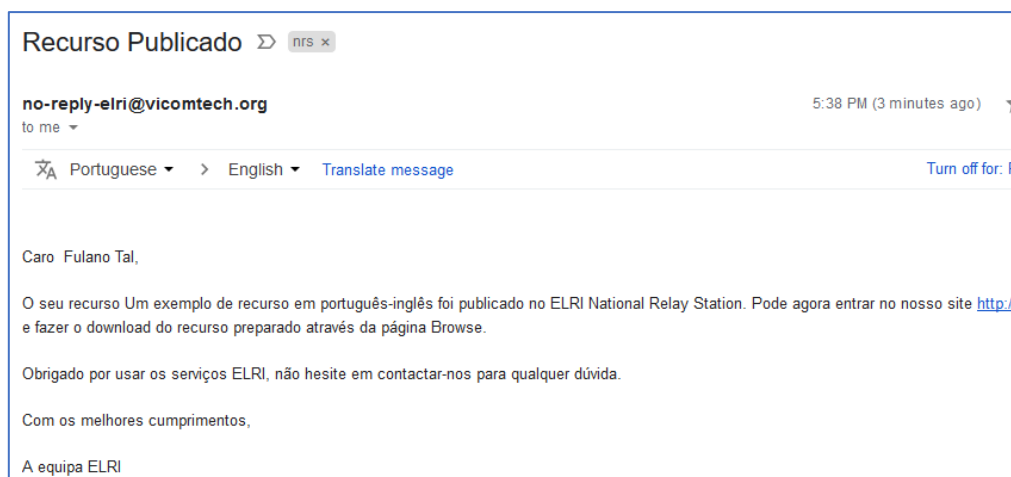 Recurso Publicado nrs x
no-reply-elri@vicomtech.org 5:38 PM (3 minutes ago)
to me
Portuguese > English Translate message Turn off for:
Caro Fulano Tal,
O seu recurso Um exemplo de recurso em português-inglês foi publicado no ELRI National Relay Station. Pode agora entrar no nosso site http:/
e fazer o download do recurso preparado através da página Browse.
Obrigado por usar os serviços ELRI, não hesite em contactar-nos para qualquer dúvida.
Com os melhores cumprimentos,
A equipa ELRI